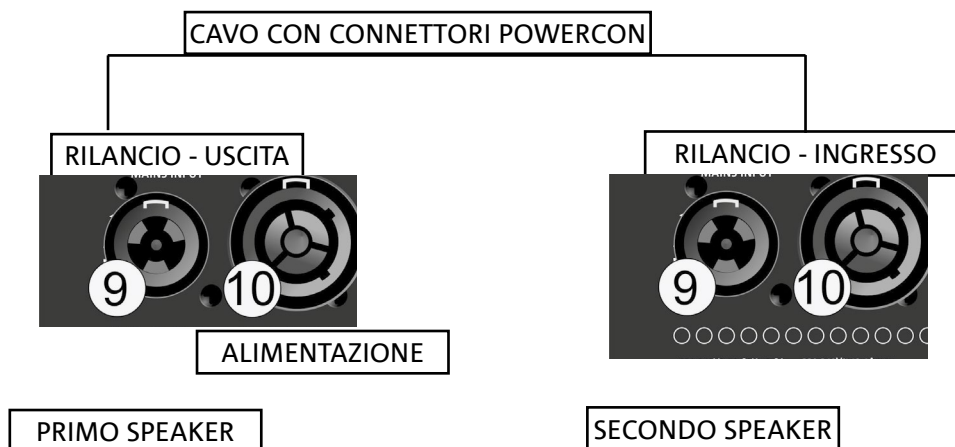 CAVO CON CONNETTORI POWERCON
RILANCIO - USCITA
RILANCIO - INGRESSO
MAINS INPUT
MAINS INPUT
9
10
9
10
ALIMENTAZIONE
PRIMO SPEAKER
SECONDO SPEAKER